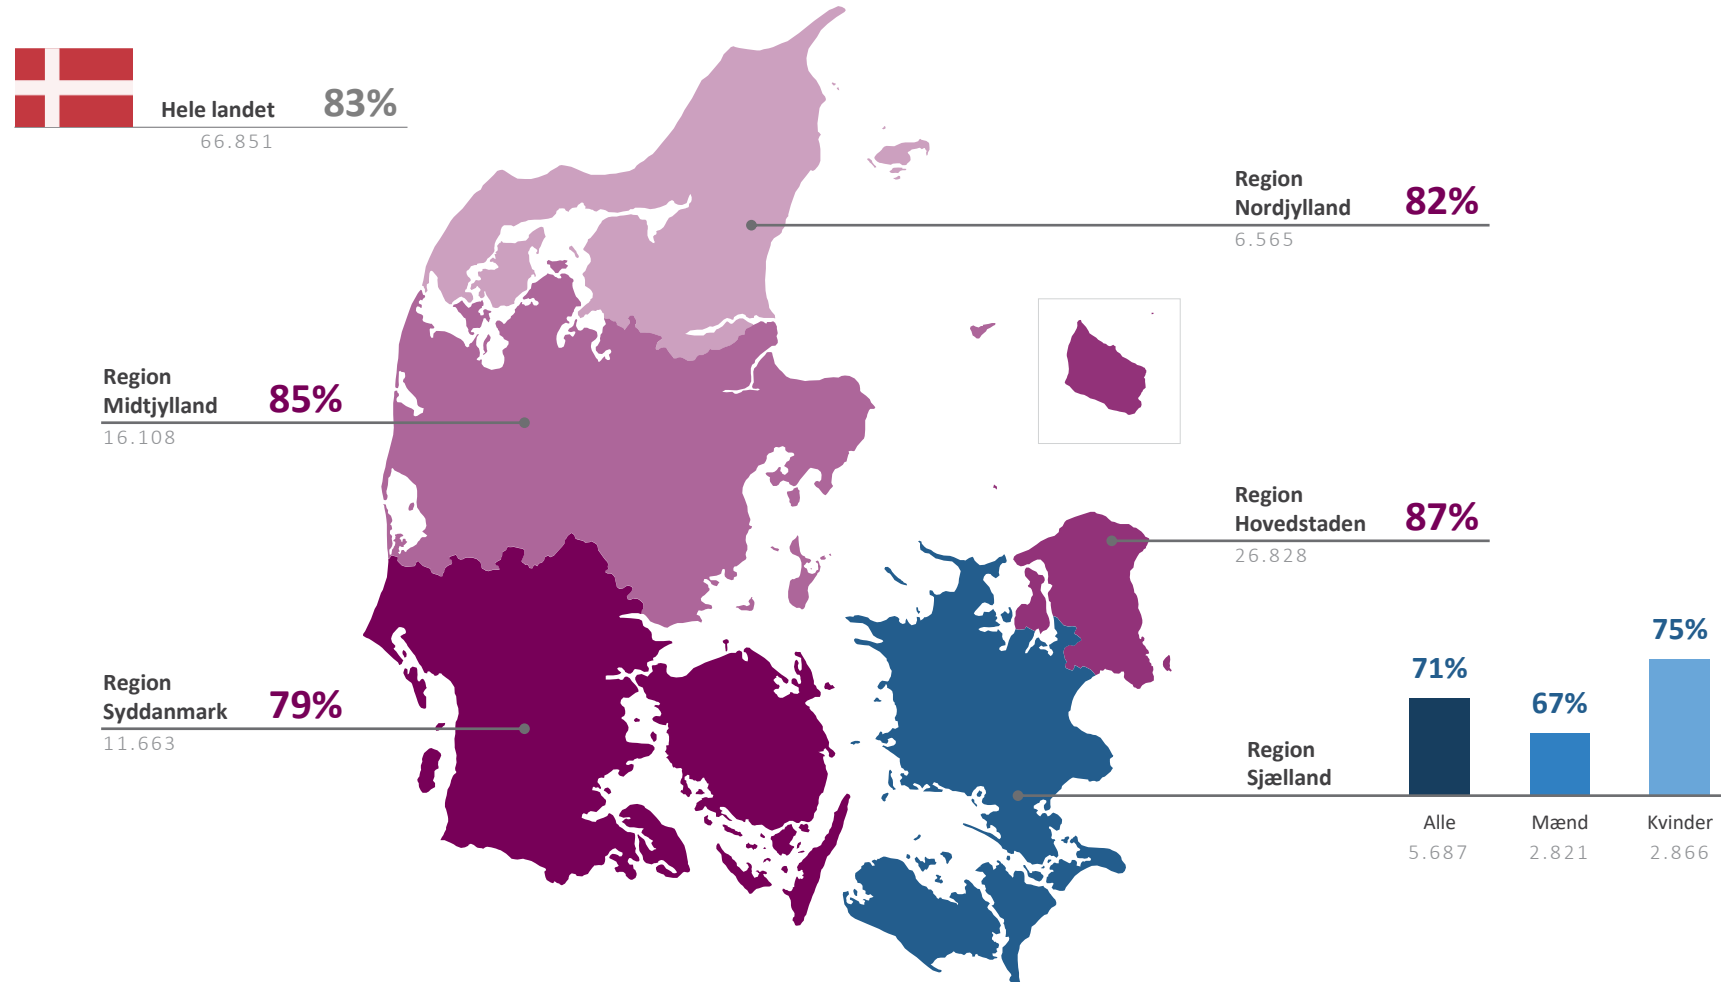 Hele landet 83%
66.851
Region
Nordjylland 82%
6.565
Region
Midtjylland 85%
16.108
Region
Hovedstaden 87%
26.828
Region
Syddanmark 79%
11.663
Region
Sjælland
71% 67% 75%
Alle Mænd Kvinder
5.687 2.821 2.866